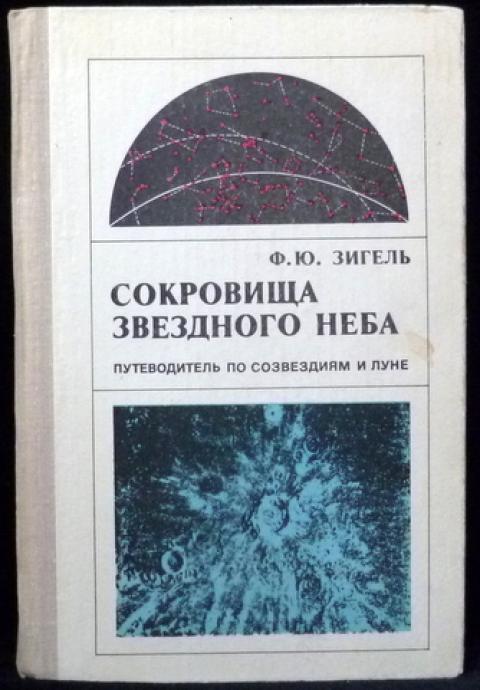 Ф.Ю. ЗИГЕЛЬ
СОКРОВИЩА
ЗВЕЗДНОГО НЕБА
ПУТЕВОДИТЕЛЬ ПО СОЗВЕЗДИЯМ И ЛУНЕ